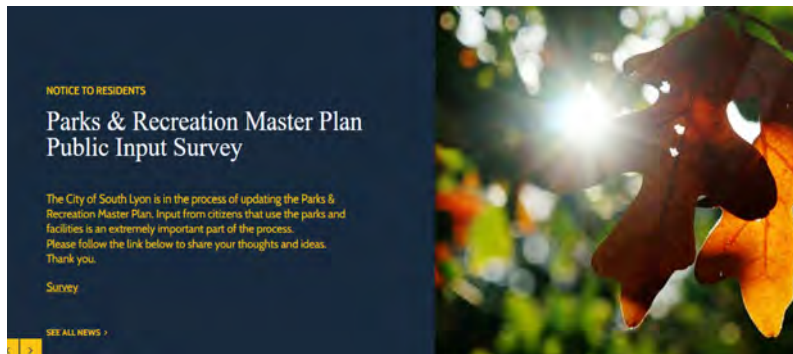 NOTICE TO RESIDENTS
Parks & Recreation Master Plan
Public Input Survey
The City of South Lyon is in the process of updating the Parks &
Recreation Master Plan. Input from citizens that use the parks and
facilities is an extremely important part of the process.
Please follow the link below to share your thoughts and ideas.
Thank you.
Survey
SEE ALL NEWS >